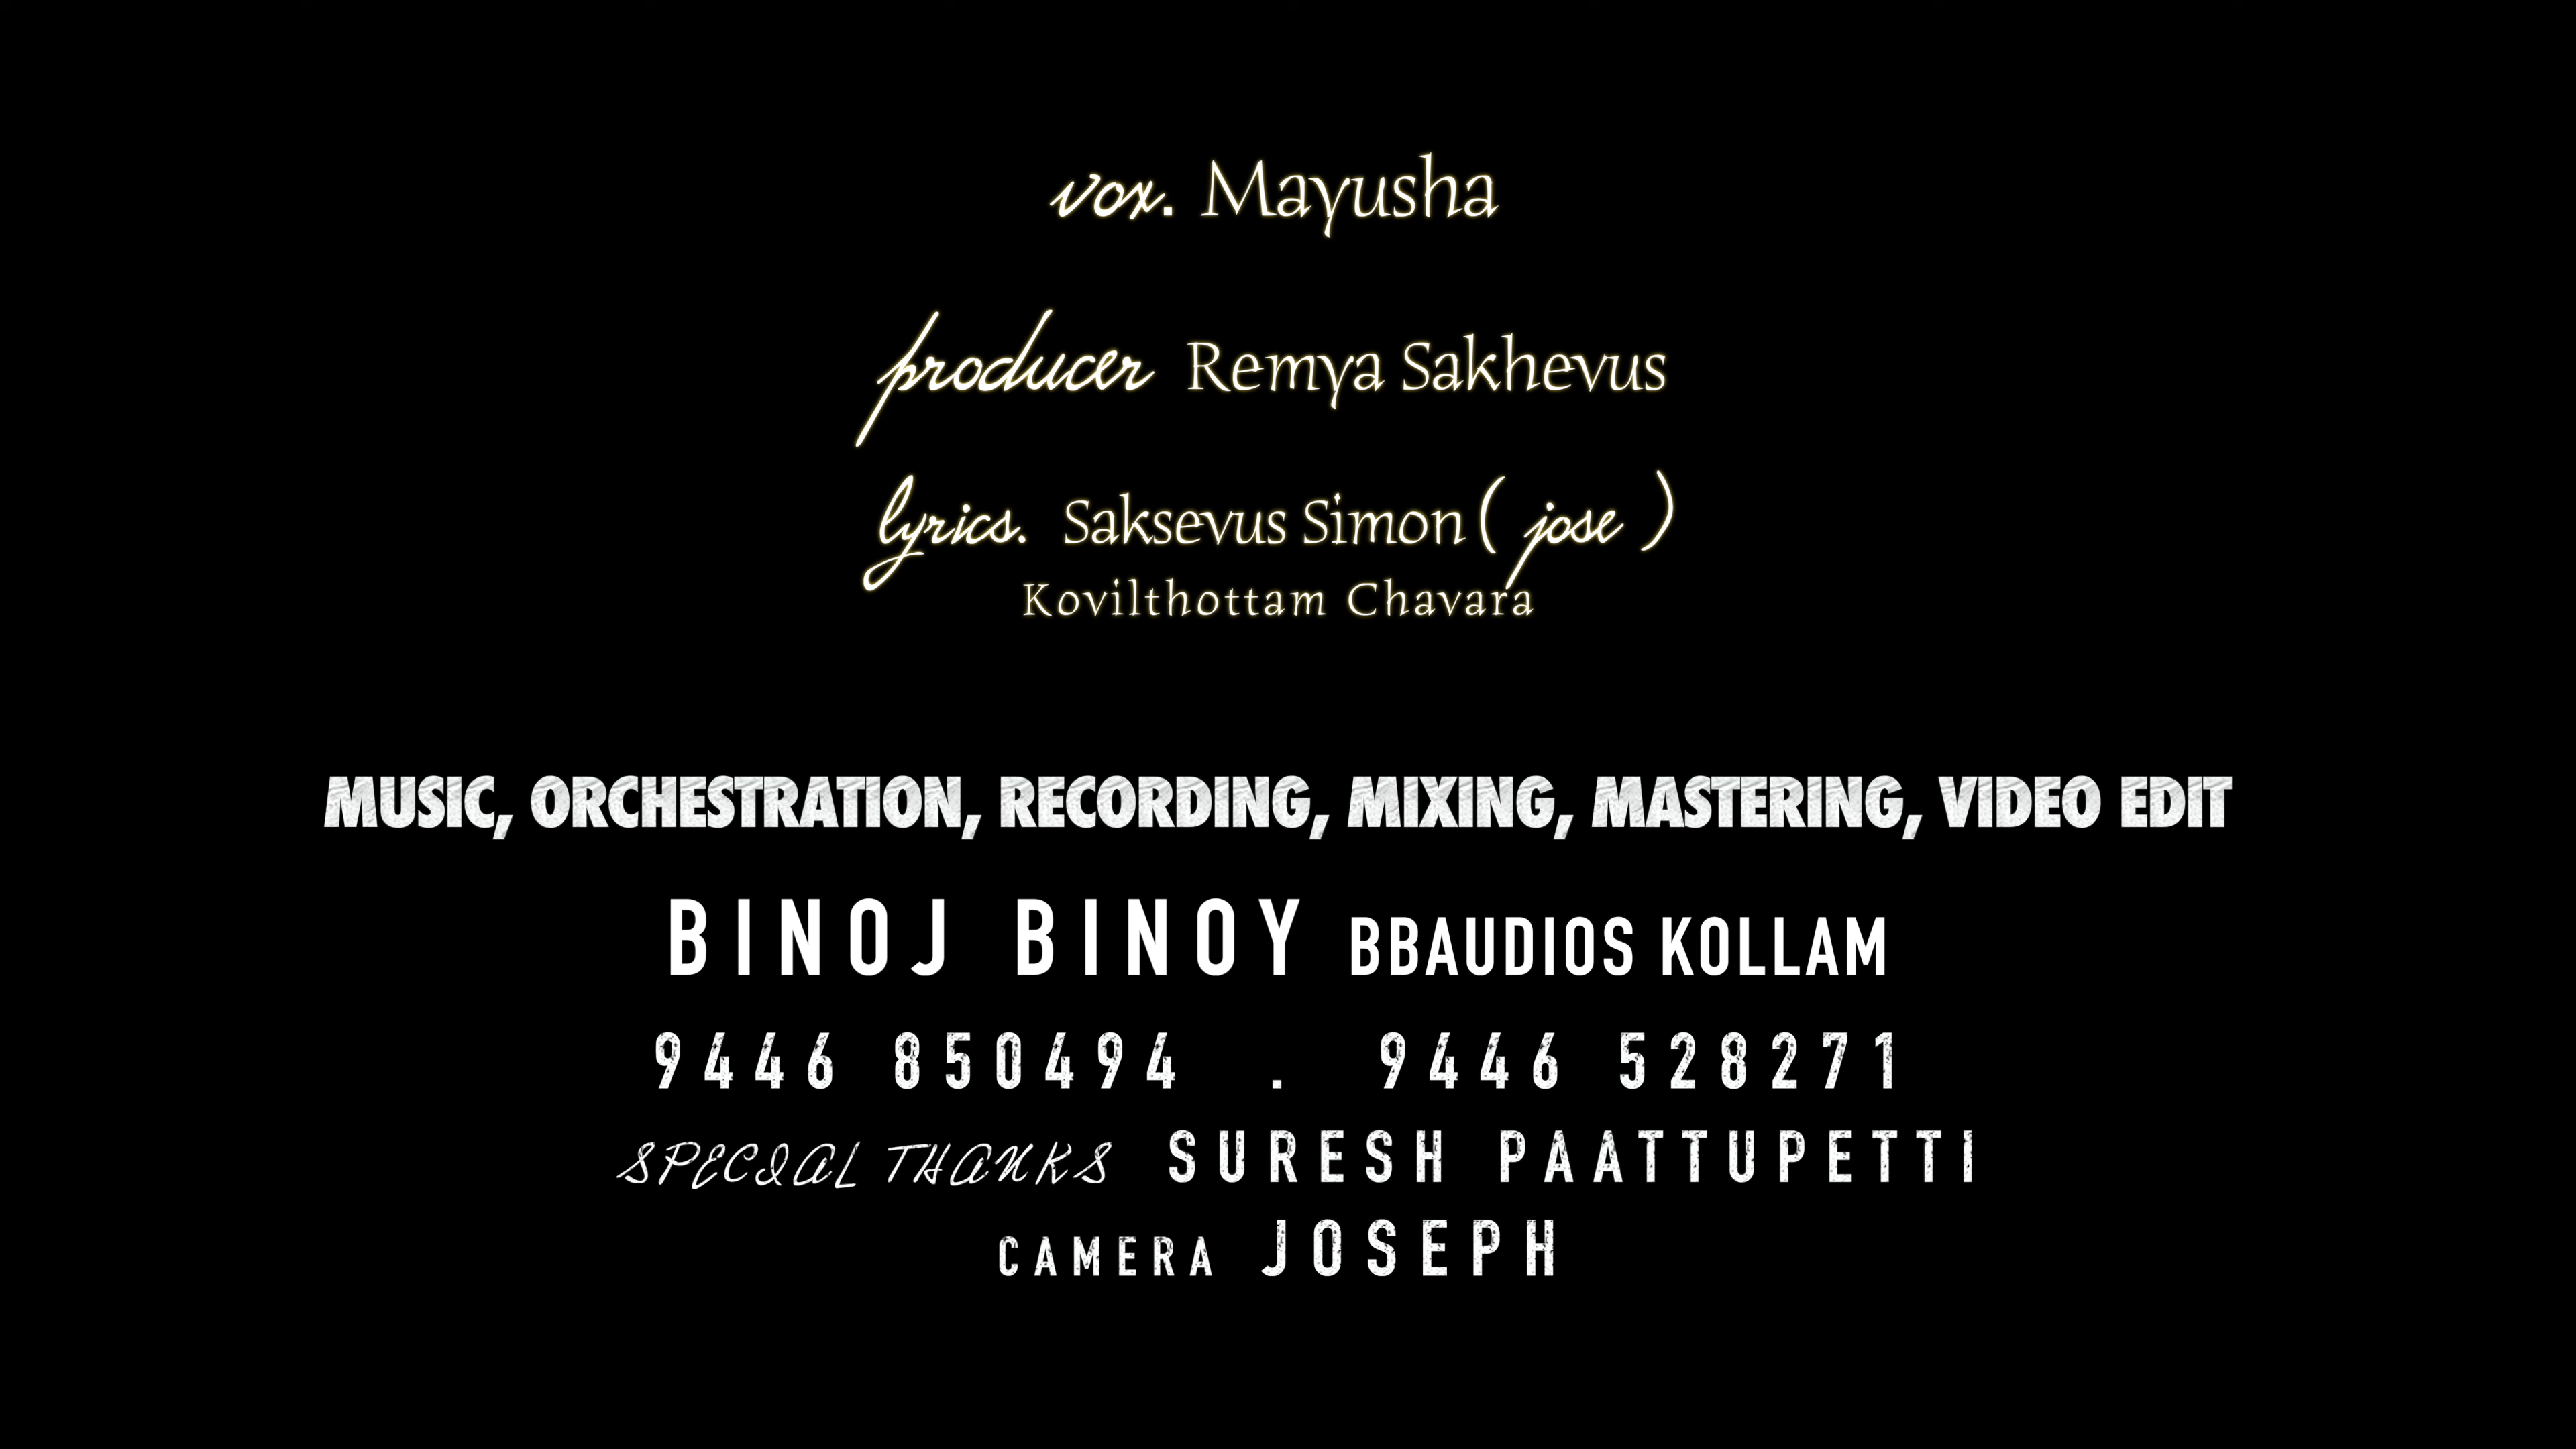 vox. Mayusha
producer Remya Sakhevus
lyrics. Saksevus Simon ( jose )
Kovilthottam Chavara
MUSIC, ORCHESTRATION, RECORDING, MIXING, MASTERING, VIDEO EDIT
BINOJ BINOY BBAUDIOS KOLLAM
9446 850494 . 9446 528271
SPECIAL THANKS SURESH PAATTUPETTI
CAMERA JOSEPH